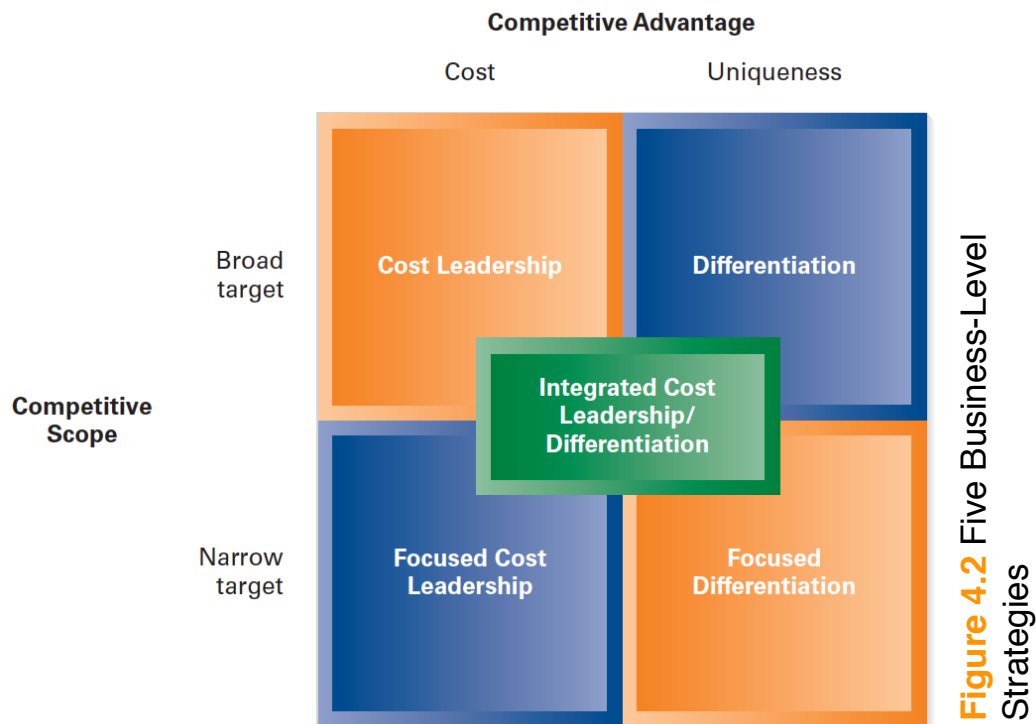 Competitive Advantage
Cost
Uniqueness
Broad
target
Cost Leadership
Differentiation
Integrated Cost
Leadership/
Differentiation
Competitive
Scope
Narrow
target
Focused Cost
Leadership
Focused
Differentiation
Figure 4.2 Five Business-Level
Strategies